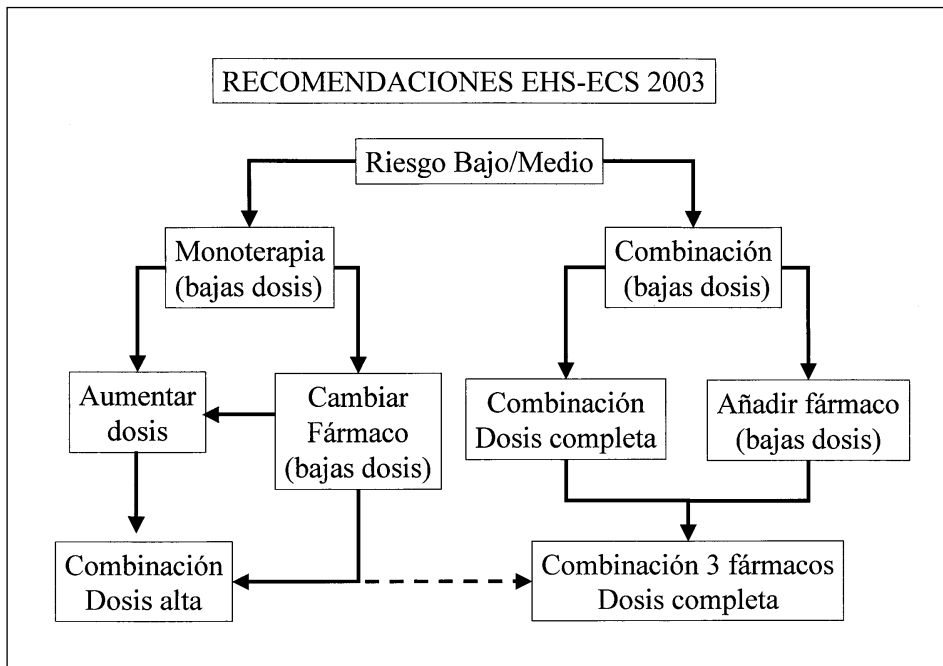 RECOMENDACIONES EHS-ECS 2003
Riesgo Bajo/Medio
Monoterapia
(bajas dosis)
Combinación
(bajas dosis)
Aumentar
dosis
Cambiar
Fármaco
(bajas dosis)
Combinación
Dosis completa
Añadir fármaco
(bajas dosis)
Combinación
Dosis alta
Combinación 3 fármacos
Dosis completa